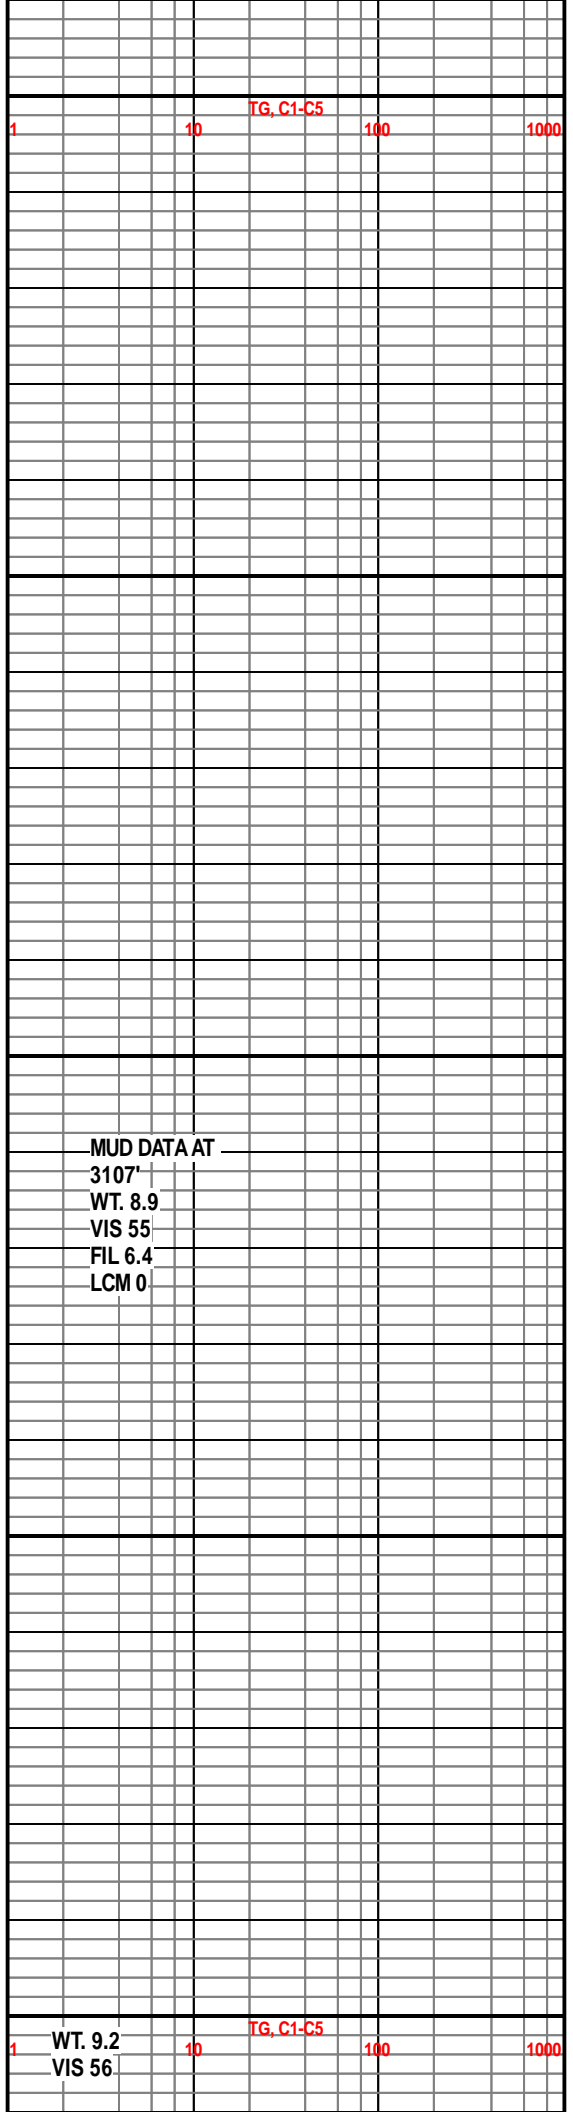 TG, C1-C5
1 10 100 1000
MUD DATA AT
3107'
WT. 8.9
VIS 55
FIL 6.4
LCM 0
TG, C1-C5
WT. 9.2
1 10 100 1000
VIS 56